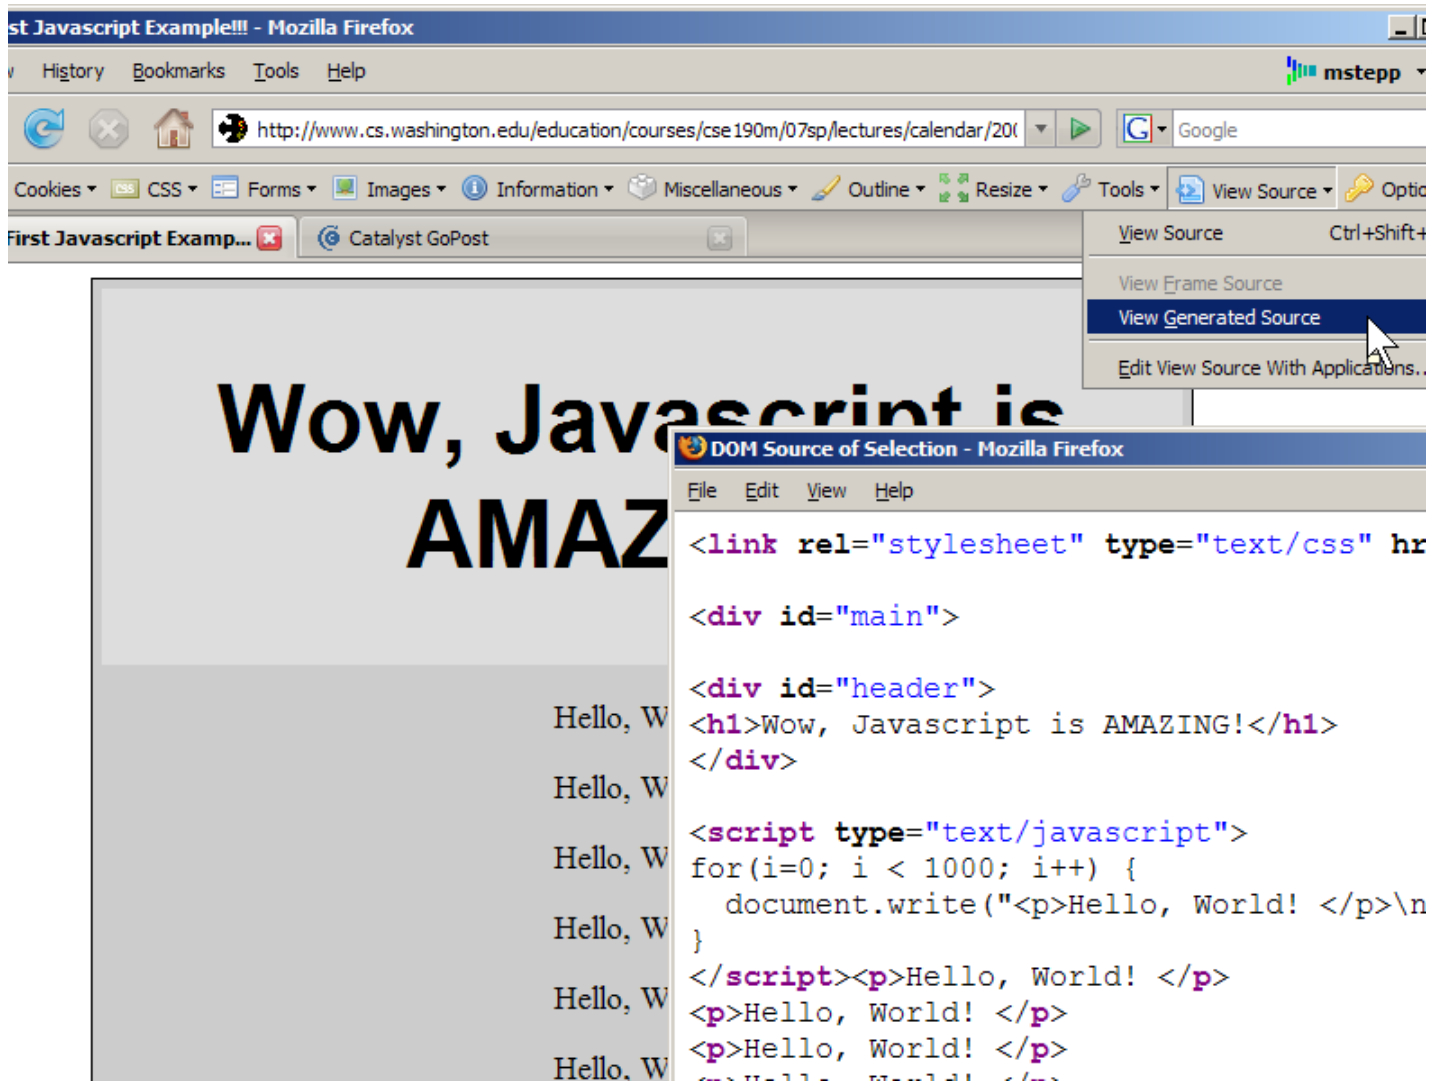 st Javascript Example!!! - Mozilla Firefox
History Bookmarks Tools Help mstepp
http://www.cs.washington.edu/education/courses/cse190m/07sp/lectures/calendar/200 G Google
Cookies CSS Forms Images Information Miscellaneous Outline Resize Tools View Source Optio
First Javascript Examp... Catalyst GoPost
View Source Ctrl+Shift+
View Frame Source
View Generated Source
Edit View Source With Applications..
Wow, Javascript is
AMAZ
Hello, W
Hello, W
Hello, W
Hello, W
Hello, W
Hello, W
DOM Source of Selection - Mozilla Firefox
File Edit View Help
<link rel="stylesheet" type="text/css" hr
<div id="main">
<div id="header">
<h1>Wow, Javascript is AMAZING!</h1>
</div>
<script type="text/javascript">
for(i=0; i < 1000; i++) {
document.write("<p>Hello, World! </p>\n
}
</script><p>Hello, World! </p>
<p>Hello, World! </p>
<p>Hello, World! </p>
<p>Hello, World! </p>